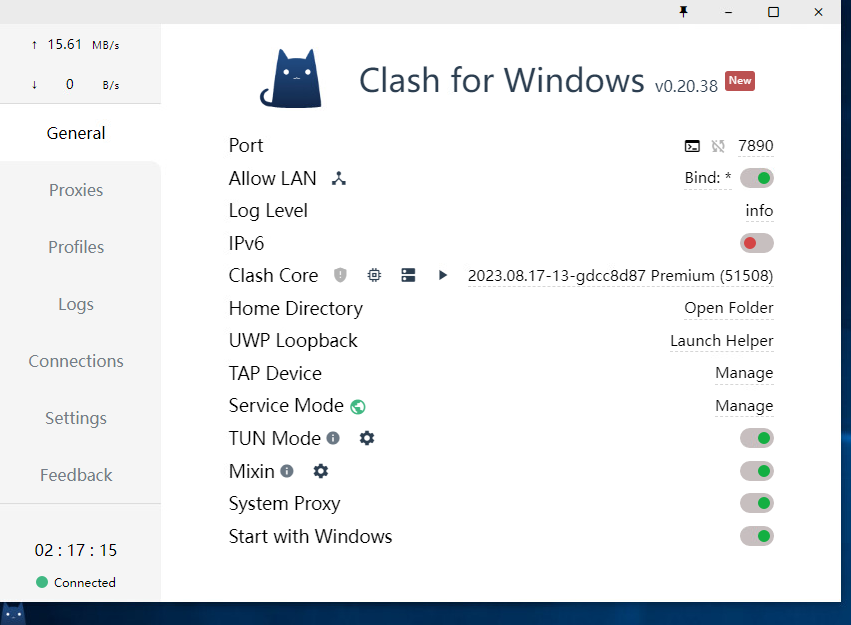 ↑ 15.61 MB/s
↓ 0 B/s
General
Proxies
Profiles
Logs
Connections
Settings
Feedback
02 : 17 : 15
Connected
Clash for Windows v0.20.38 New
Port 7890
Allow LAN Bind: *
Log Level info
IPv6
Clash Core 2023.08.17-13-gdcc8d87 Premium (51508)
Home Directory Open Folder
UWP Loopback Launch Helper
TAP Device Manage
Service Mode Manage
TUN Mode
Mixin
System Proxy
Start with Windows